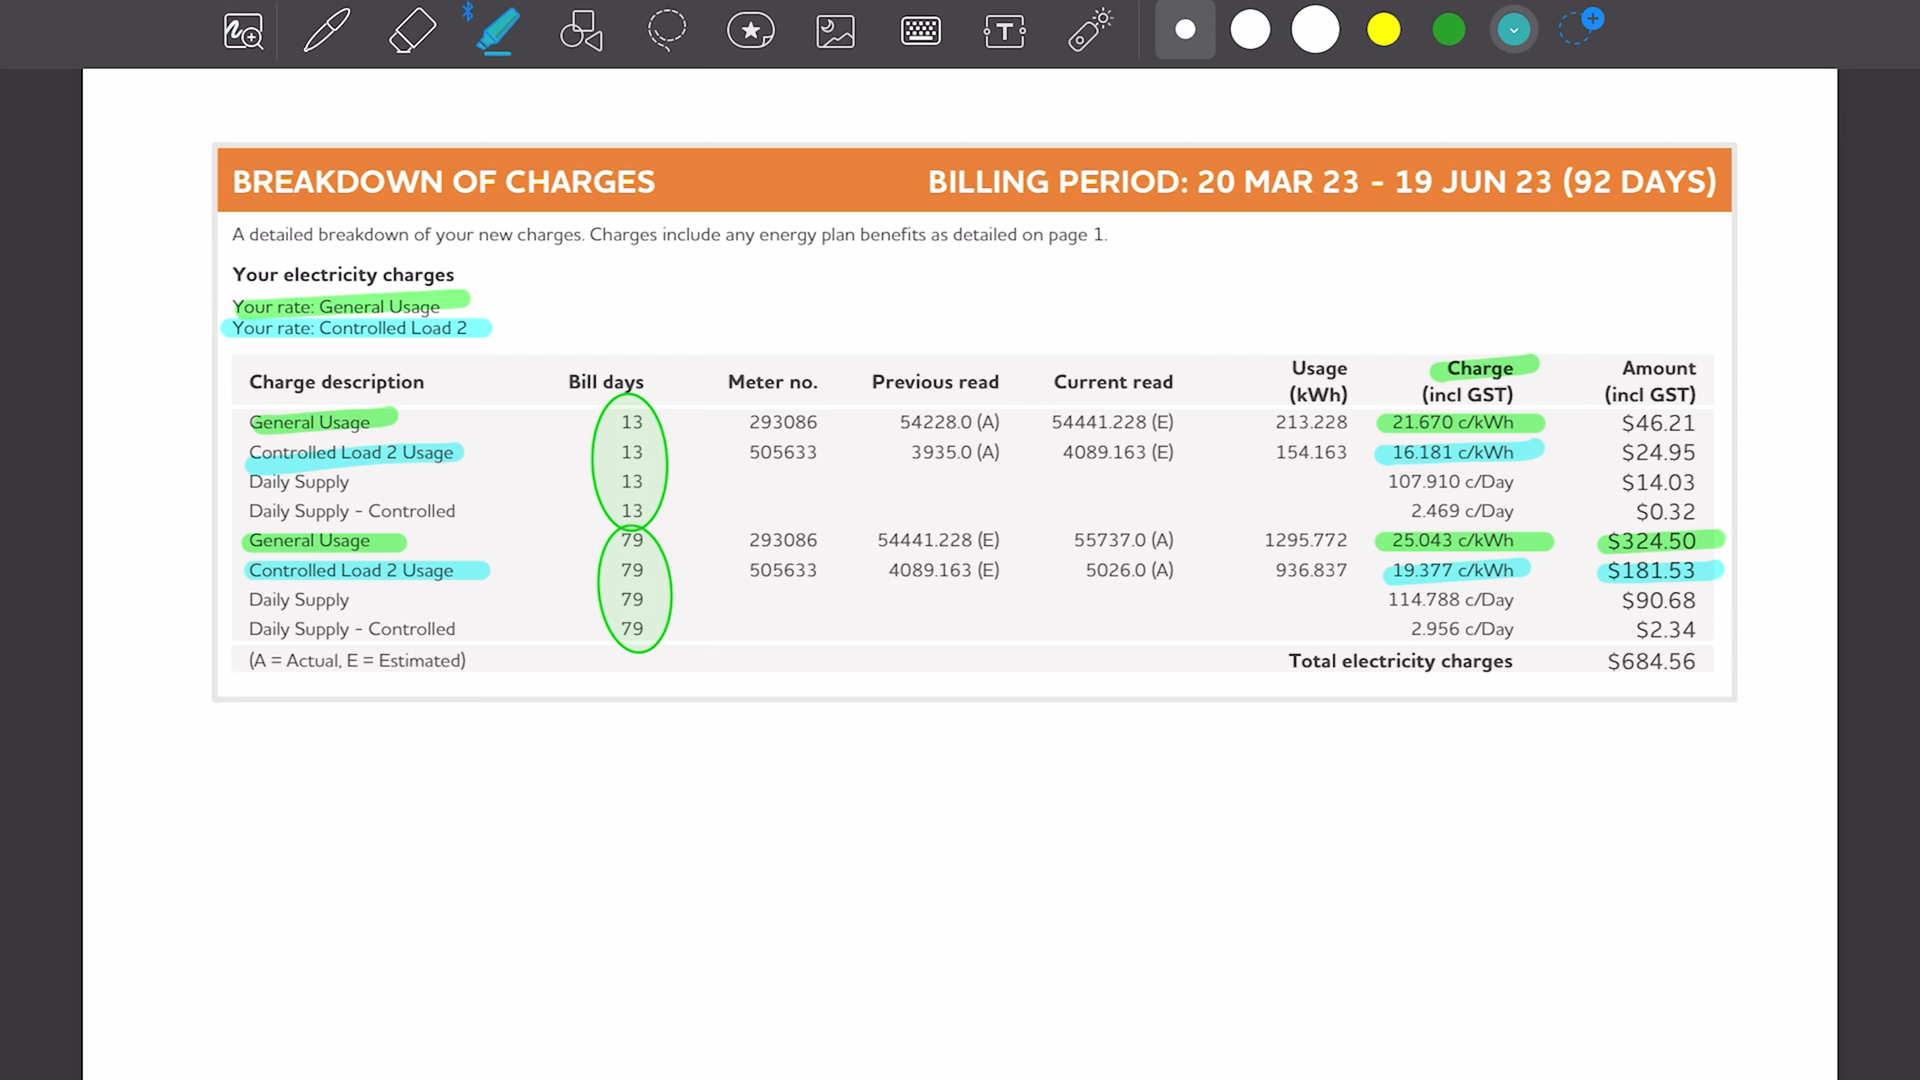 T
BREAKDOWN OF CHARGES BILLING PERIOD: 20 MAR 23 - 19 JUN 23 (92 DAYS)
A detailed breakdown of your new charges. Charges include any energy plan benefits as detailed on page 1.
Your electricity charges
Your rate: General Usage
Your rate: Controlled Load 2
Charge description Bill days Meter no. Previous read Current read Usage (kWh) Charge (incl GST) Amount (incl GST)
General Usage 13 293086 54228.0 (A) 54441.228 (E) 213.228 21.670 c/kWh $46.21
Controlled Load 2 Usage 13 505633 3935.0 (A) 4089.163 (E) 154.163 16.181 c/kWh $24.95
Daily Supply 13 107.910 c/Day $14.03
Daily Supply - Controlled 13 2.469 c/Day $0.32
General Usage 79 293086 54441.228 (E) 55737.0 (A) 1295.772 25.043 c/kWh $324.50
Controlled Load 2 Usage 79 505633 4089.163 (E) 5026.0 (A) 936.837 19.377 c/kWh $181.53
Daily Supply 79 114.788 c/Day $90.68
Daily Supply - Controlled 79 2.956 c/Day $2.34
(A = Actual, E = Estimated) Total electricity charges $684.56